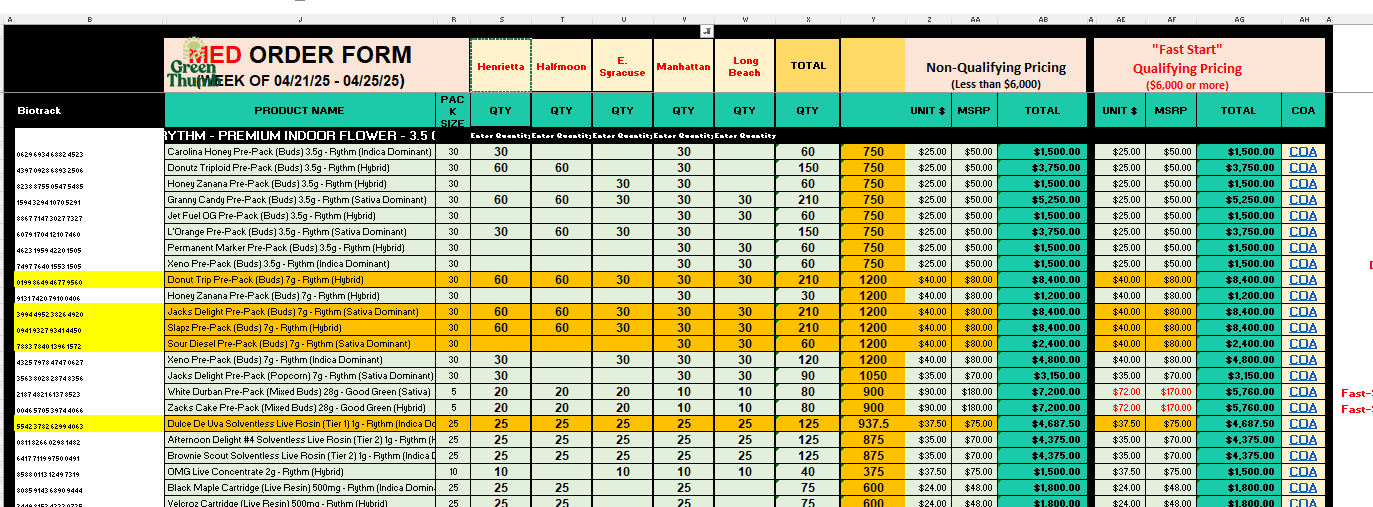 A B J R S T U V W X Y Z AA AB A AE AF AG AH A
Green Thumb
MED ORDER FORM
(WEEK OF 04/21/25 - 04/25/25)
Henrietta Halfmoon E. Syracuse Manhattan Long Beach TOTAL
Non-Qualifying Pricing
(Less than $6,000)
"Fast Start"
Qualifying Pricing
($6,000 or more)
Biotrack PRODUCT NAME PACK SIZE QTY QTY QTY QTY QTY QTY UNIT $ MSRP TOTAL UNIT $ MSRP TOTAL COA
RYTHM - PREMIUM INDOOR FLOWER - 3.5 Enter Quantity Enter Quantity Enter Quantity Enter Quantity Enter Quantity
0629693468824523 Carolina Honey Pre-Pack (Buds) 3.5g - Rythm (Indica Dominant) 30 30 30 60 750 $25.00 $50.00 $1,500.00 $25.00 $50.00 $1,500.00 COA
4397092868932506 Donutz Triploid Pre-Pack (Buds) 3.5g - Rythm (Hybrid) 30 60 60 30 150 750 $25.00 $50.00 $3,750.00 $25.00 $50.00 $3,750.00 COA
8238875505475485 Honey Zanana Pre-Pack (Buds) 3.5g - Rythm (Hybrid) 30 30 30 60 750 $25.00 $50.00 $1,500.00 $25.00 $50.00 $1,500.00 COA
1594329410705291 Granny Candy Pre-Pack (Buds) 3.5g - Rythm (Sativa Dominant) 30 60 60 30 30 30 210 750 $25.00 $50.00 $5,250.00 $25.00 $50.00 $5,250.00 COA
8867714730277327 Jet Fuel OG Pre-Pack (Buds) 3.5g - Rythm (Hybrid) 30 30 30 60 750 $25.00 $50.00 $1,500.00 $25.00 $50.00 $1,500.00 COA
6079170412107460 L'Orange Pre-Pack (Buds) 3.5g - Rythm (Sativa Dominant) 30 30 60 30 30 150 750 $25.00 $50.00 $3,750.00 $25.00 $50.00 $3,750.00 COA
4623195942201505 Permanent Marker Pre-Pack (Buds) 3.5g - Rythm (Hybrid) 30 30 30 60 750 $25.00 $50.00 $1,500.00 $25.00 $50.00 $1,500.00 COA
7497764015531505 Xeno Pre-Pack (Buds) 3.5g - Rythm (Indica Dominant) 30 30 30 60 750 $25.00 $50.00 $1,500.00 $25.00 $50.00 $1,500.00 COA
0199864946779560 Donut Trip Pre-Pack (Buds) 7g - Rythm (Hybrid) 30 60 60 30 30 30 210 1200 $40.00 $80.00 $8,400.00 $40.00 $80.00 $8,400.00 COA
9131742079100406 Honey Zanana Pre-Pack (Buds) 7g - Rythm (Hybrid) 30 30 30 1200 $40.00 $80.00 $1,200.00 $40.00 $80.00 $1,200.00 COA
3994495238264920 Jacks Delight Pre-Pack (Buds) 7g - Rythm (Sativa Dominant) 30 60 60 30 30 30 210 1200 $40.00 $80.00 $8,400.00 $40.00 $80.00 $8,400.00 COA
0941932793414450 Slapz Pre-Pack (Buds) 7g - Rythm (Hybrid) 30 60 60 30 30 30 210 1200 $40.00 $80.00 $8,400.00 $40.00 $80.00 $8,400.00 COA
7883784013961572 Sour Diesel Pre-Pack (Buds) 7g - Rythm (Sativa Dominant) 30 30 30 60 1200 $40.00 $80.00 $2,400.00 $40.00 $80.00 $2,400.00 COA
4325797847470627 Xeno Pre-Pack (Buds) 7g - Rythm (Indica Dominant) 30 30 30 30 30 120 1200 $40.00 $80.00 $4,800.00 $40.00 $80.00 $4,800.00 COA
3563802828748356 Jacks Delight Pre-Pack (Popcorn) 7g - Rythm (Sativa Dominant) 30 30 30 30 90 1050 $35.00 $70.00 $3,150.00 $35.00 $70.00 $3,150.00 COA
2187482161378523 White Durban Pre-Pack (Mixed Buds) 28g - Good Green (Sativa) 5 20 20 20 10 10 80 900 $90.00 $180.00 $7,200.00 $72.00 $170.00 $5,760.00 COA Fast-
0046570539744066 Zacks Cake Pre-Pack (Mixed Buds) 28g - Good Green (Hybrid) 5 20 20 20 10 10 80 900 $90.00 $180.00 $7,200.00 $72.00 $170.00 $5,760.00 COA Fast-
5542378262994063 Dulce De Uva Solventless Live Rosin (Tier 1) 1g - Rythm (Indica Do 25 25 25 25 25 25 125 937.5 $37.50 $75.00 $4,687.50 $37.50 $75.00 $4,687.50 COA
0811826602981482 Afternoon Delight #4 Solventless Live Rosin (Tier 2) 1g - Rythm (H 25 25 25 25 25 25 125 875 $35.00 $70.00 $4,375.00 $35.00 $70.00 $4,375.00 COA
6417711997500491 Brownie Scout Solventless Live Rosin (Tier 2) 1g - Rythm (Indica D 25 25 25 25 25 25 125 875 $35.00 $70.00 $4,375.00 $35.00 $70.00 $4,375.00 COA
8588011312497319 OMG Live Concentrate 2g - Rythm (Hybrid) 10 10 10 10 10 40 375 $37.50 $75.00 $1,500.00 $37.50 $75.00 $1,500.00 COA
8085914368909444 Black Maple Cartridge (Live Resin) 500mg - Rythm (Indica Domin 25 25 25 25 75 600 $24.00 $48.00 $1,800.00 $24.00 $48.00 $1,800.00 COA
Velcroz Cartridge (Live Resin) 500mg - Rythm (Hybrid) 25 25 25 25 75 600 $24.00 $48.00 $1,800.00 $24.00 $48.00 $1,800.00 COA